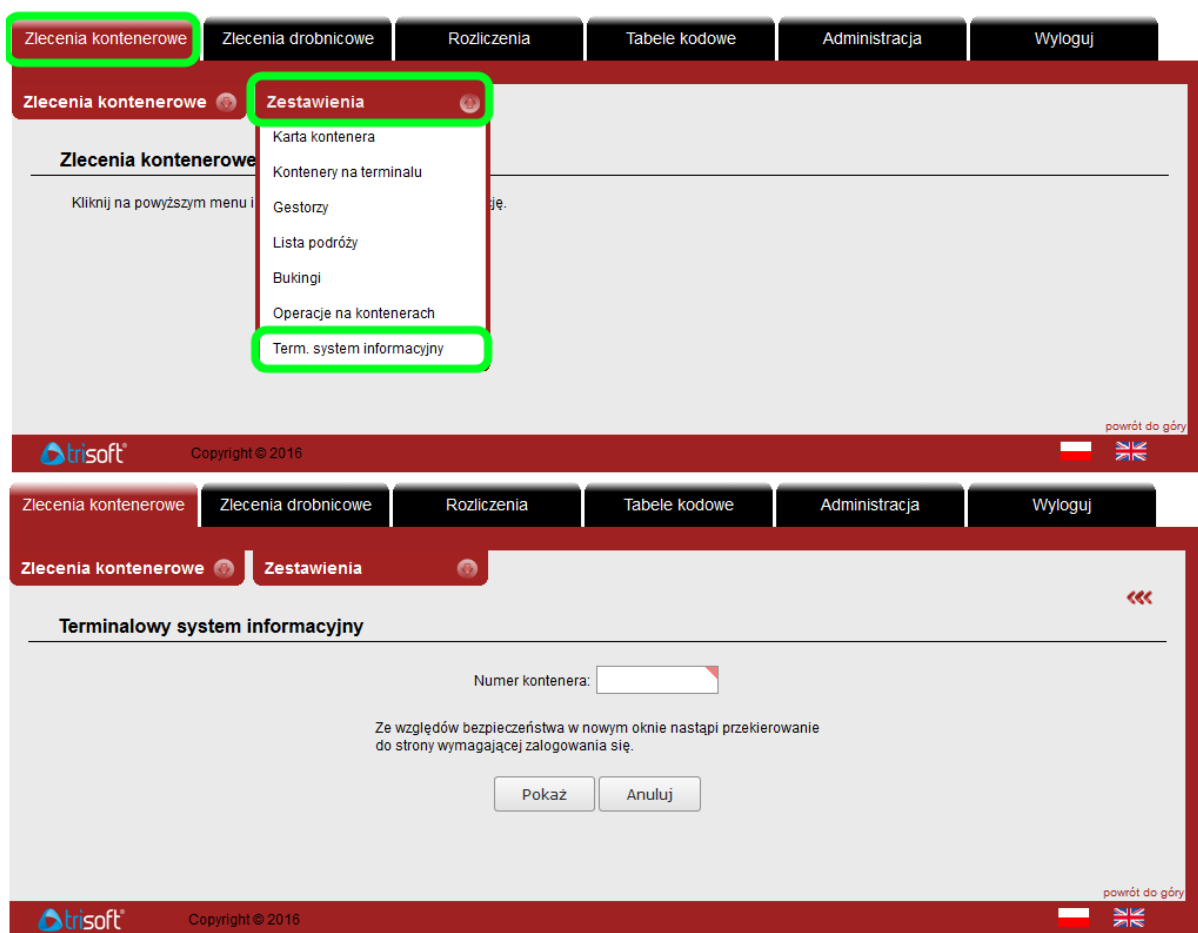 Zlecenia kontenerowe Zlecenia drobnicowe Rozliczenia Tabele kodowe Administracja Wyloguj
Zlecenia kontenerowe Zestawienia
Karta kontenera
Zlecenia kontenerowe
Kontenery na terminalu
Kliknij na powyższym menu i ję.
Gestorzy
Lista podróży
Bukingi
Operacje na kontenerach
Term. system informacyjny
powrót do góry
trisoft® Copyright © 2016
Zlecenia kontenerowe Zlecenia drobnicowe Rozliczenia Tabele kodowe Administracja Wyloguj
Zlecenia kontenerowe Zestawienia
Terminalowy system informacyjny
Numer kontenera:
Ze względów bezpieczeństwa w nowym oknie nastąpi przekierowanie
do strony wymagającej zalogowania się.
Pokaż Anuluj
powrót do góry
trisoft® Copyright © 2016